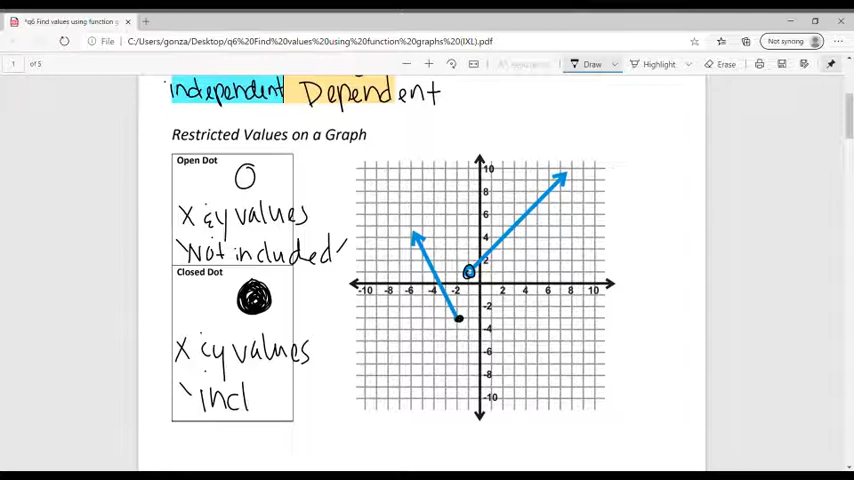 q6 Find values using function g
File
C:/Users/gonza/Desktop/q6%20Find%20values%20using%20function%20graphs%20(IXL).pdf
Not syncing
1 of 5
Draw
Highlight
Erase
independent Dependent
Restricted Values on a Graph
Open Dot
X & y values
"Not included"
Closed Dot
X & y values
"incl
10
8
6
4
2
-10 -8 -6 -4 -2 2 4 6 8 10
-2
-4
-6
-8
-10